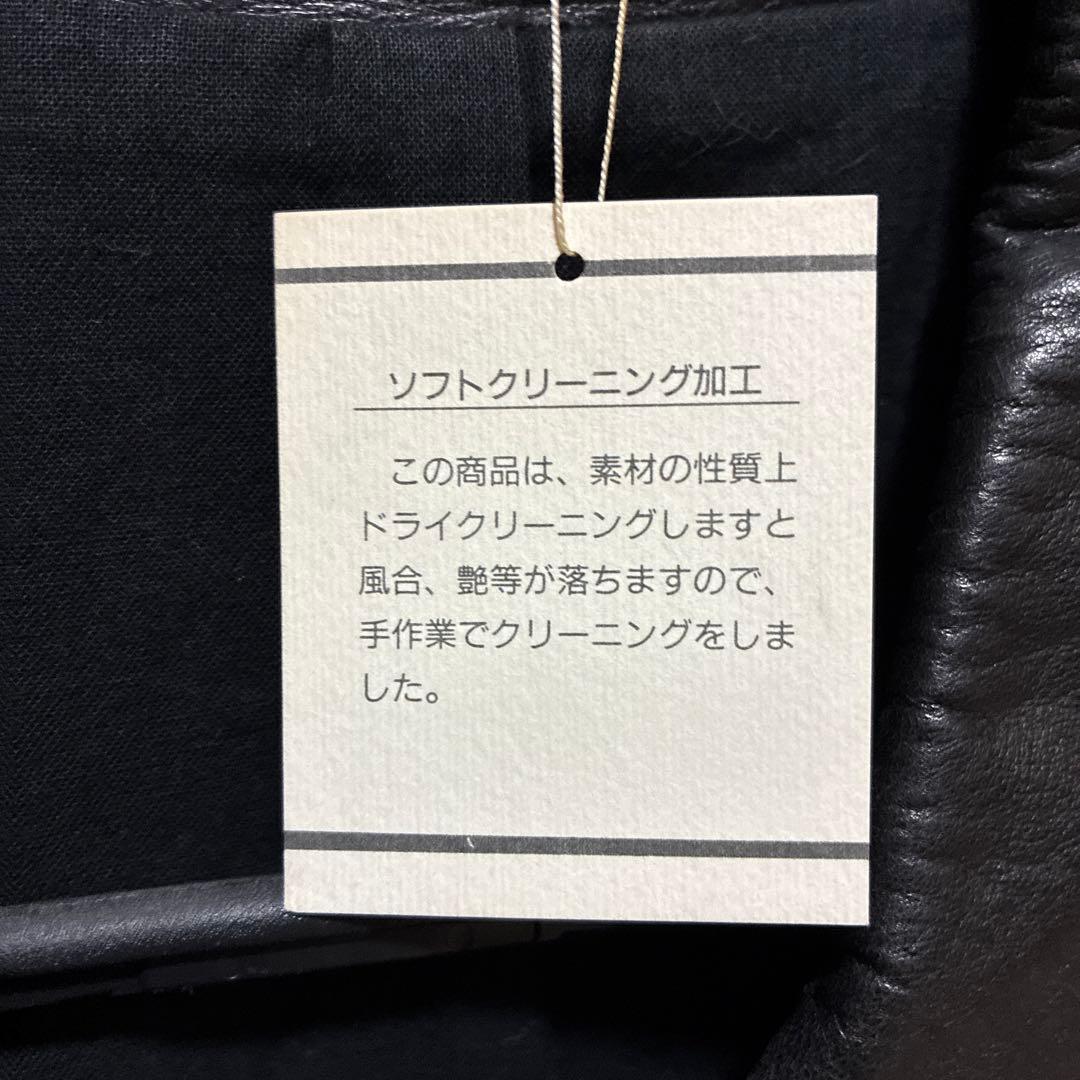 ソフトクリーニング加工
この商品は、素材の性質上
ドライクリーニングしますと
風合、艶等が落ちますので、
手作業でクリーニングをしま
した。